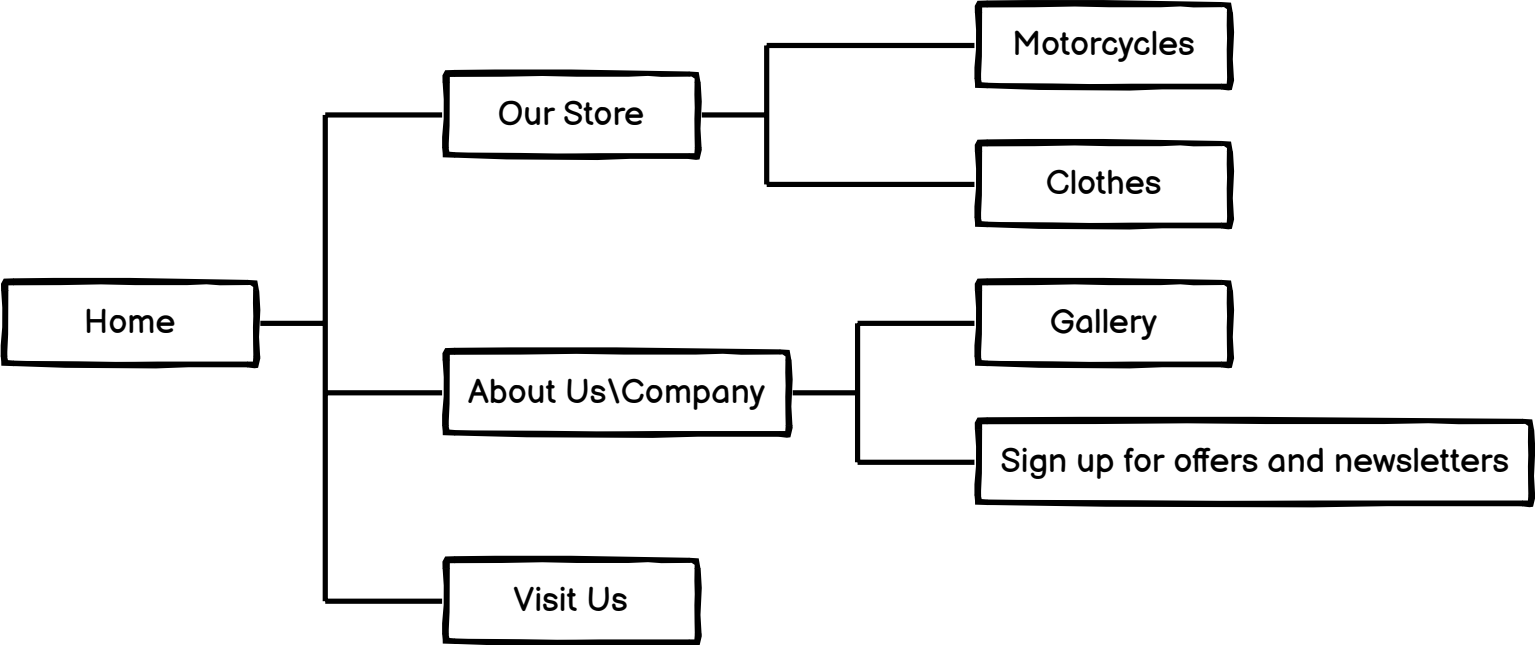 Home
Our Store
Motorcycles
Clothes
About Us\Company
Gallery
Sign up for offers and newsletters
Visit Us